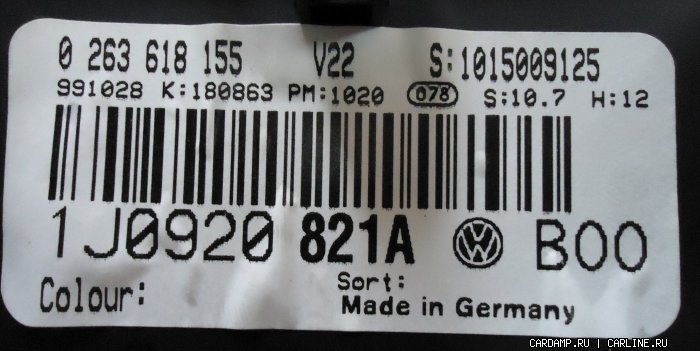 0 263 618 155 V22 S:1015009125
991028 K:180863 PM:1020 078 S:10.7 H:12
1J0920 821A VW B00
Sort:
Colour:
Made in Germany
CARDAMP.RU | CARLINE.RU